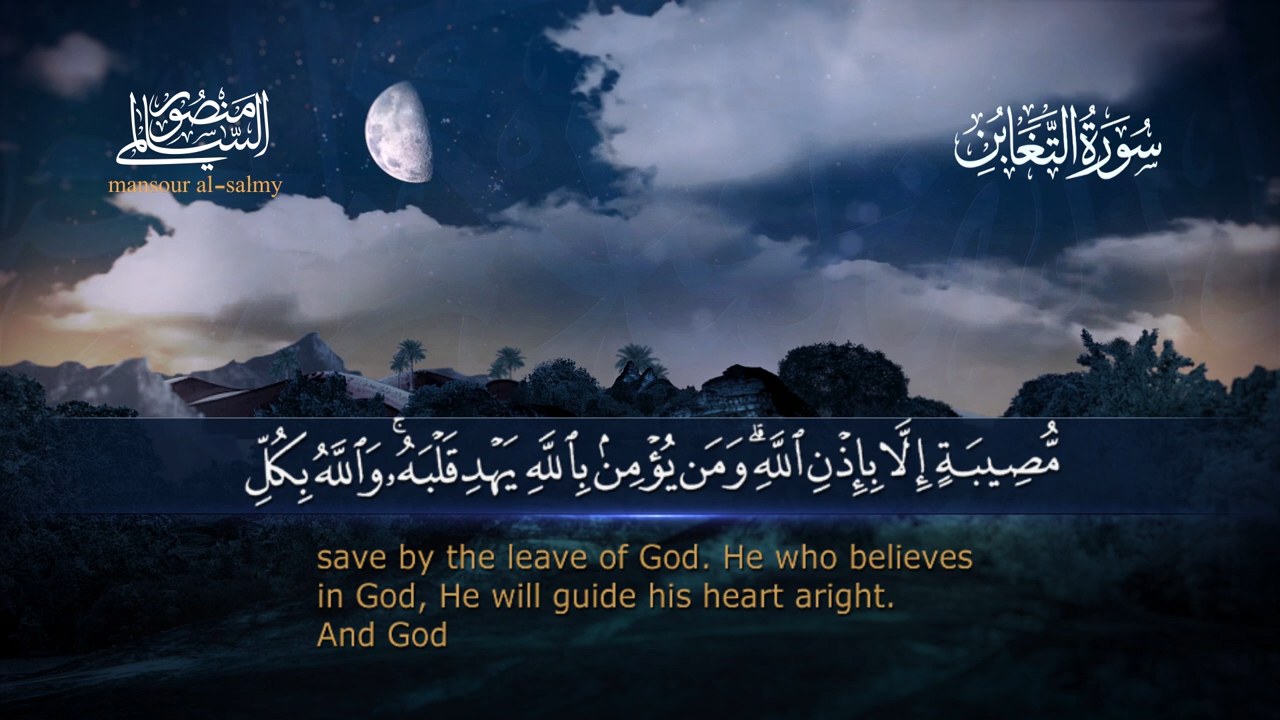 منصور السالمي
mansour al-salmy
سُورَةُ التَّغَابُنِ
مُّصِيبَةٍ إِلَّا بِإِذْنِ ٱللَّهِ ۗ وَمَن يُؤْمِنۢ بِٱللَّهِ يَهْدِ قَلْبَهُۥ ۚ وَٱللَّهُ بِكُلِّ
save by the leave of God. He who believes
in God, He will guide his heart aright.
And God